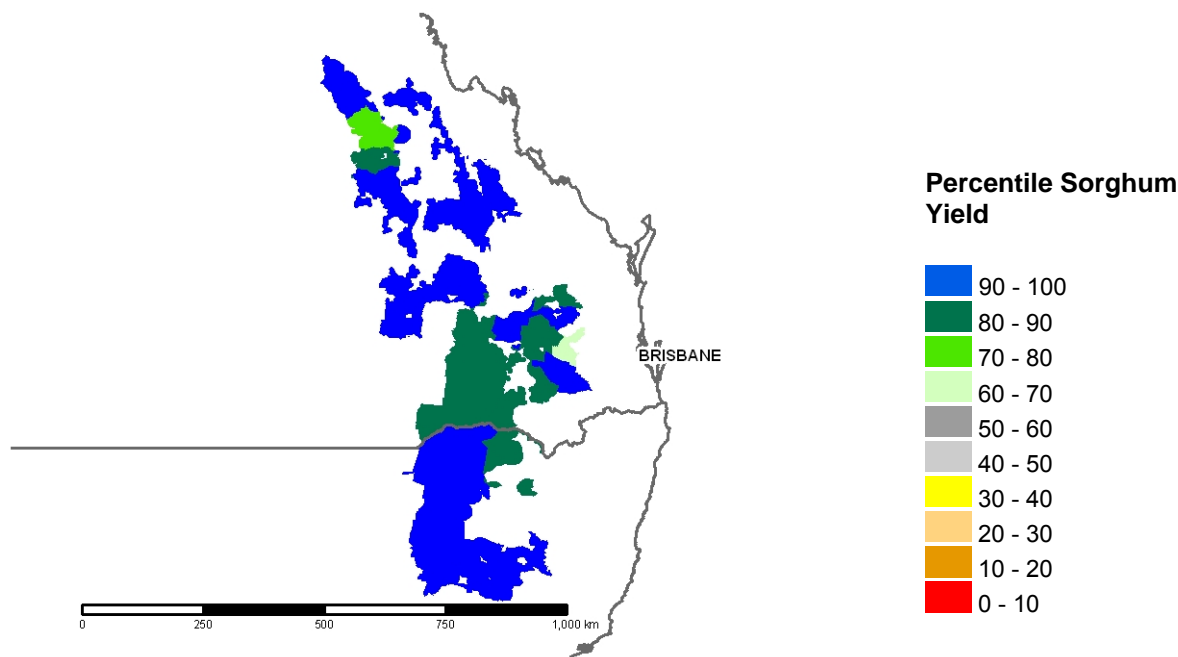 Percentile Sorghum
Yield
90 - 100
80 - 90
70 - 80
60 - 70
50 - 60
40 - 50
30 - 40
20 - 30
10 - 20
0 - 10
BRISBANE
0 250 500 750 1,000 km